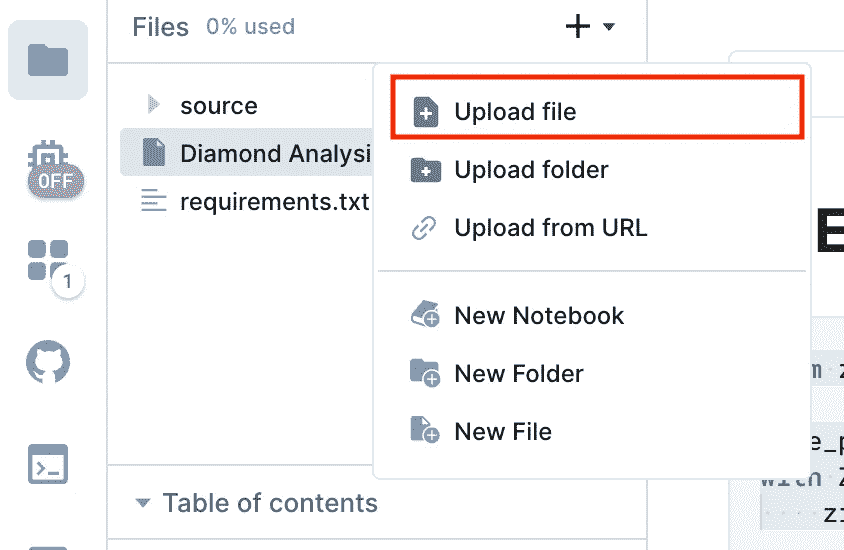 Files 0% used
source
Diamond Analysi
requirements.txt
OFF
1
Upload file
Upload folder
Upload from URL
New Notebook
New Folder
New File
Table of contents
E
m z
e_p
with Z
z